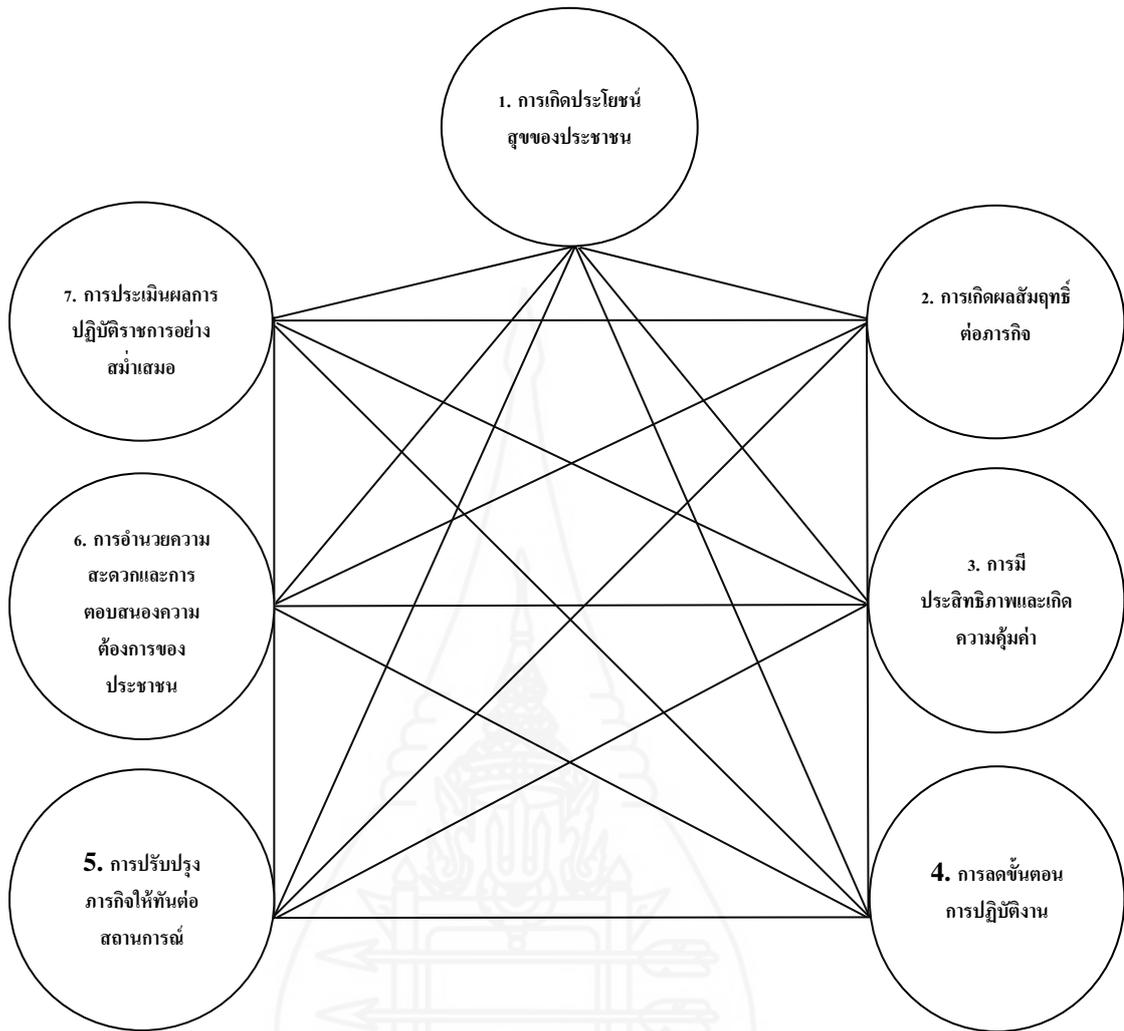 1. การเกิดประโยชน์
สุขของประชาชน
2. การเกิดผลสัมฤทธิ์
ต่อภารกิจ
3. การมี
ประสิทธิภาพและเกิด
ความคุ้มค่า
4. การลดขั้นตอน
การปฏิบัติงาน
5. การปรับปรุง
ภารกิจให้ทันต่อ
สถานการณ์
6. การอำนวยความ
สะดวกและการ
ตอบสนองความ
ต้องการของ
ประชาชน
7. การประเมินผลการ
ปฏิบัติราชการอย่าง
สม่ำเสมอ